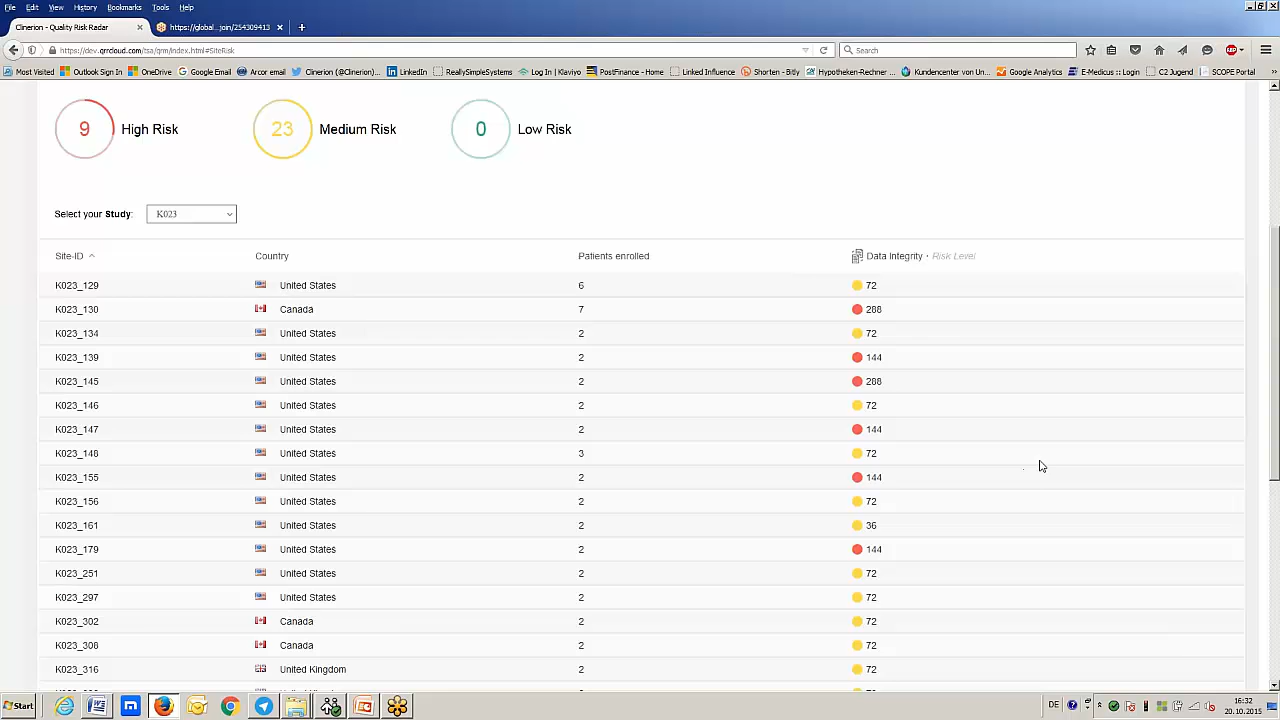 File Edit View History Bookmarks Tools Help
Clinerion - Quality Risk Radar × https://global...join/254309413 × +
https://dev.qrrcloud.com/tsa/qrm/index.html#SiteRisk Search
Most Visited Outlook Sign In OneDrive Google Email Arcor email Clinerion (@Clinerion)... LinkedIn ReallySimpleSystems Log In | Klaviyo PostFinance - Home Linked Influence Shorten - Bitly Hypotheken-Rechner ... Kundencenter von Un... Google Analytics E-Medicus :: Login C2 Jugend SCOPE Portal
9 High Risk 23 Medium Risk 0 Low Risk
Select your Study: K023
Site-ID Country Patients enrolled Data Integrity · Risk Level
K023_129 United States 6 72
K023_130 Canada 7 288
K023_134 United States 2 72
K023_139 United States 2 144
K023_145 United States 2 288
K023_146 United States 2 72
K023_147 United States 2 144
K023_148 United States 3 72
K023_155 United States 2 144
K023_156 United States 2 72
K023_161 United States 2 36
K023_179 United States 2 144
K023_251 United States 2 72
K023_297 United States 2 72
K023_302 Canada 2 72
K023_308 Canada 2 72
K023_316 United Kingdom 2 72
Start DE 16:32
20.10.2015